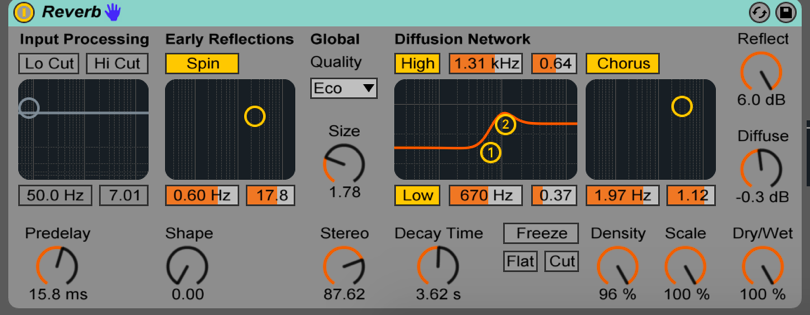 Reverb
Input Processing
Lo Cut Hi Cut
50.0 Hz 7.01
Predelay
15.8 ms
Early Reflections
Spin
0.60 Hz 17.8
Shape
0.00
Global
Quality
Eco
Size
1.78
Stereo
87.62
Diffusion Network
High 1.31 kHz 0.64 Chorus
2
1
Low 670 Hz 0.37 1.97 Hz 1.12
Decay Time
3.62 s
Freeze
Flat Cut
Density
96 %
Scale
100 %
Reflect
6.0 dB
Diffuse
-0.3 dB
Dry/Wet
100 %